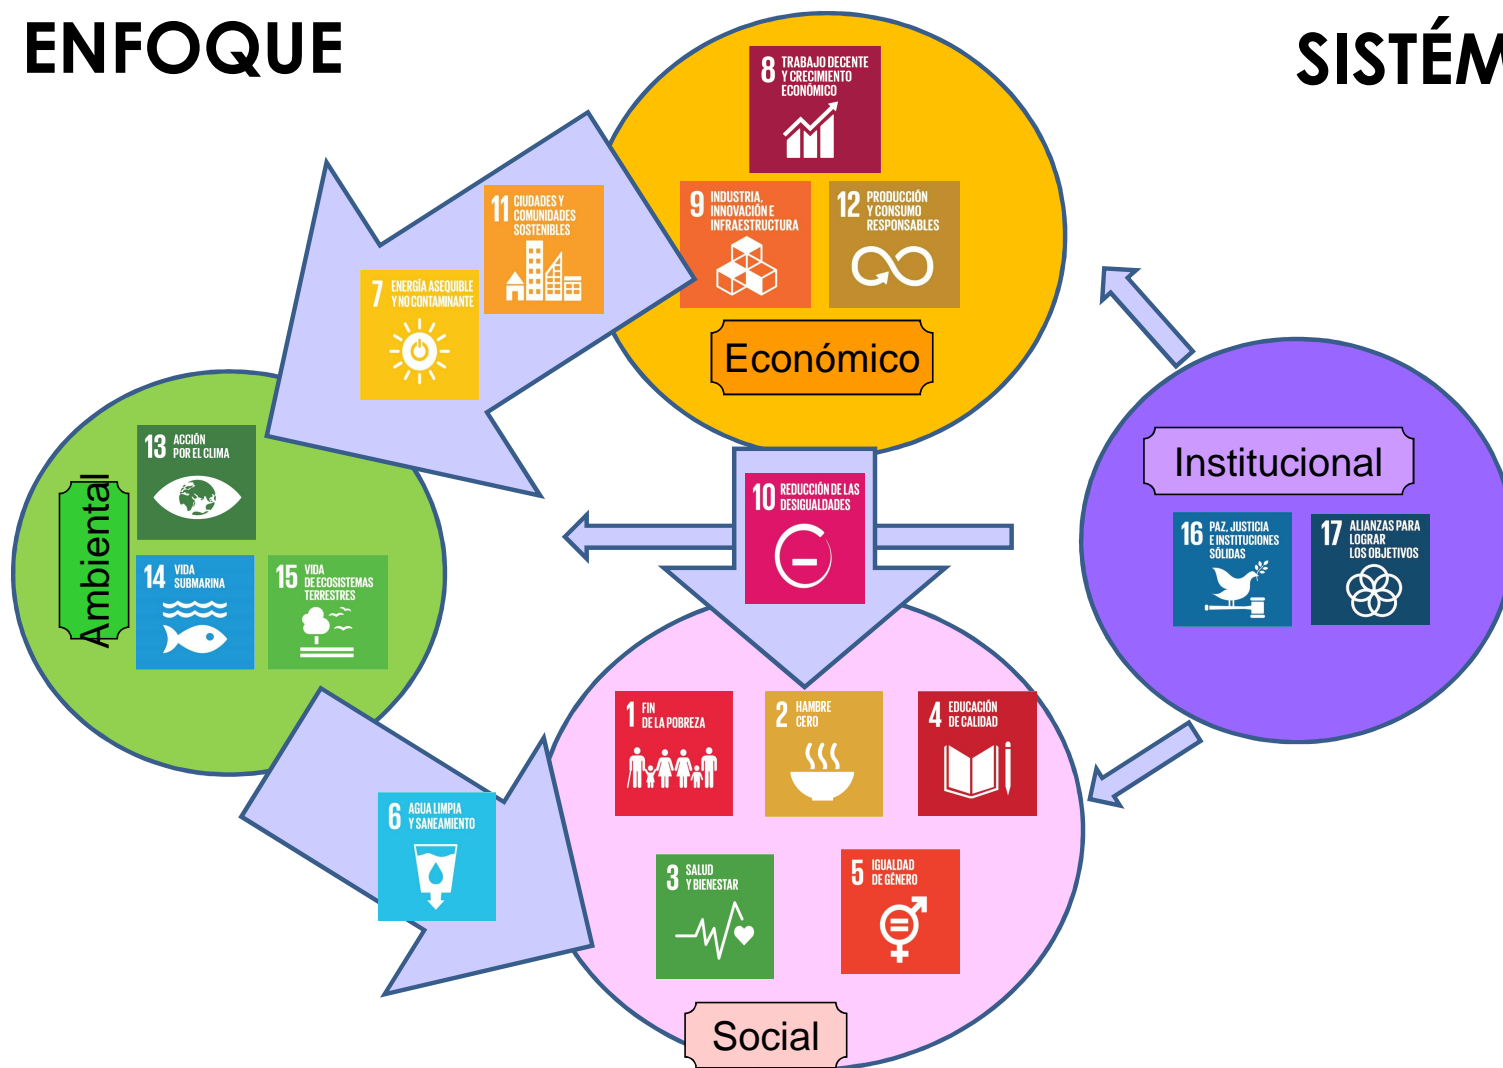 ENFOQUE
SISTÉM
8 TRABAJO DECENTE
Y CRECIMIENTO
ECONÓMICO
9 INDUSTRIA,
INNOVACIÓN E
INFRAESTRUCTURA
12 PRODUCCIÓN
Y CONSUMO
RESPONSABLES
Económico
11 CIUDADES Y
COMUNIDADES
SOSTENIBLES
7 ENERGÍA ASEQUIBLE
Y NO CONTAMINANTE
13 ACCIÓN
POR EL CLIMA
Ambiental
14 VIDA
SUBMARINA
15 VIDA
DE ECOSISTEMAS
TERRESTRES
10 REDUCCIÓN DE LAS
DESIGUALDADES
Institucional
16 PAZ, JUSTICIA
E INSTITUCIONES
SÓLIDAS
17 ALIANZAS PARA
LOGRAR
LOS OBJETIVOS
6 AGUA LIMPIA
Y SANEAMIENTO
1 FIN
DE LA POBREZA
2 HAMBRE
CERO
4 EDUCACIÓN
DE CALIDAD
3 SALUD
Y BIENESTAR
5 IGUALDAD
DE GÉNERO
Social